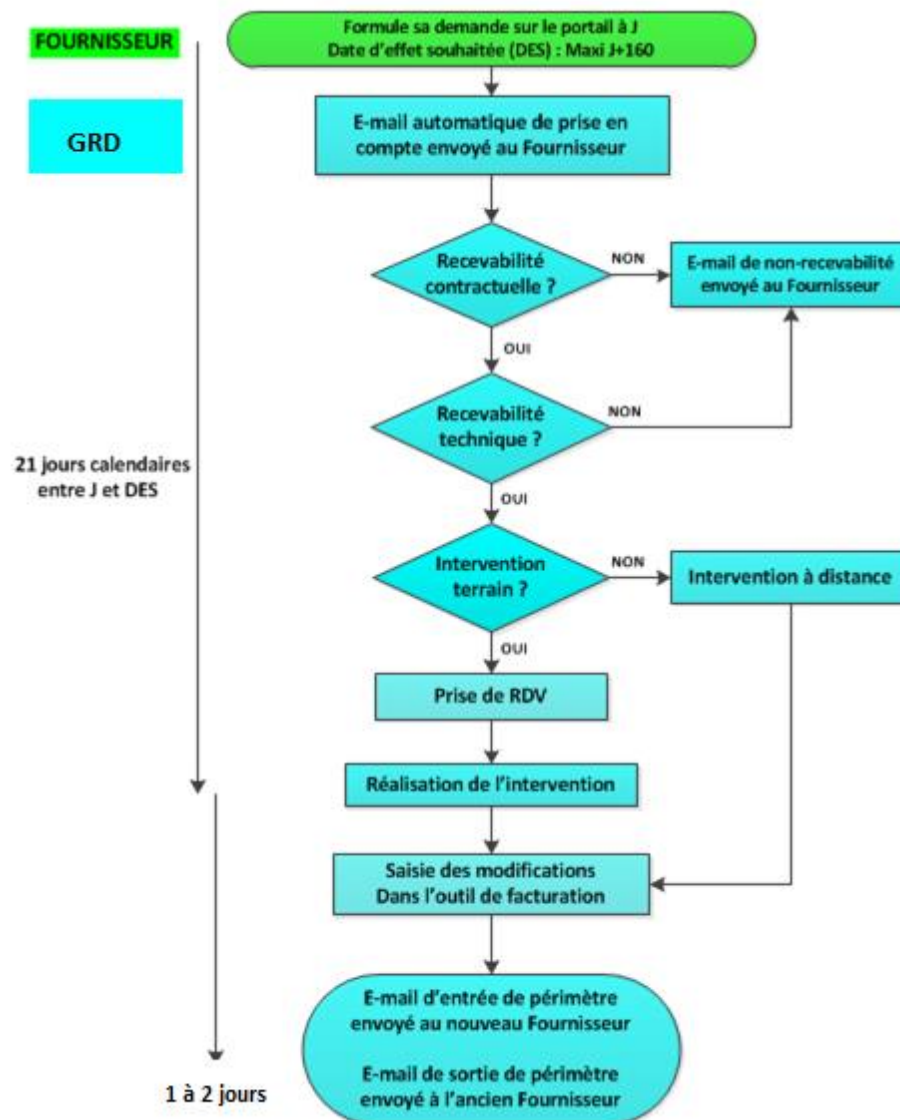 FOURNISSEUR
Formule sa demande sur le portail à J
Date d'effet souhaitée (DES) : Maxi J+160
GRD
E-mail automatique de prise en
compte envoyé au Fournisseur
Recevabilité
contractuelle ?
NON
E-mail de non-recevabilité
envoyé au Fournisseur
OUI
Recevabilité
technique ?
NON
21 jours calendaires
entre J et DES
OUI
Intervention
terrain ?
NON
Intervention à distance
OUI
Prise de RDV
Réalisation de l'intervention
Saisie des modifications
Dans l'outil de facturation
E-mail d'entrée de périmètre
envoyé au nouveau Fournisseur
E-mail de sortie de périmètre
envoyé à l'ancien Fournisseur
1 à 2 jours